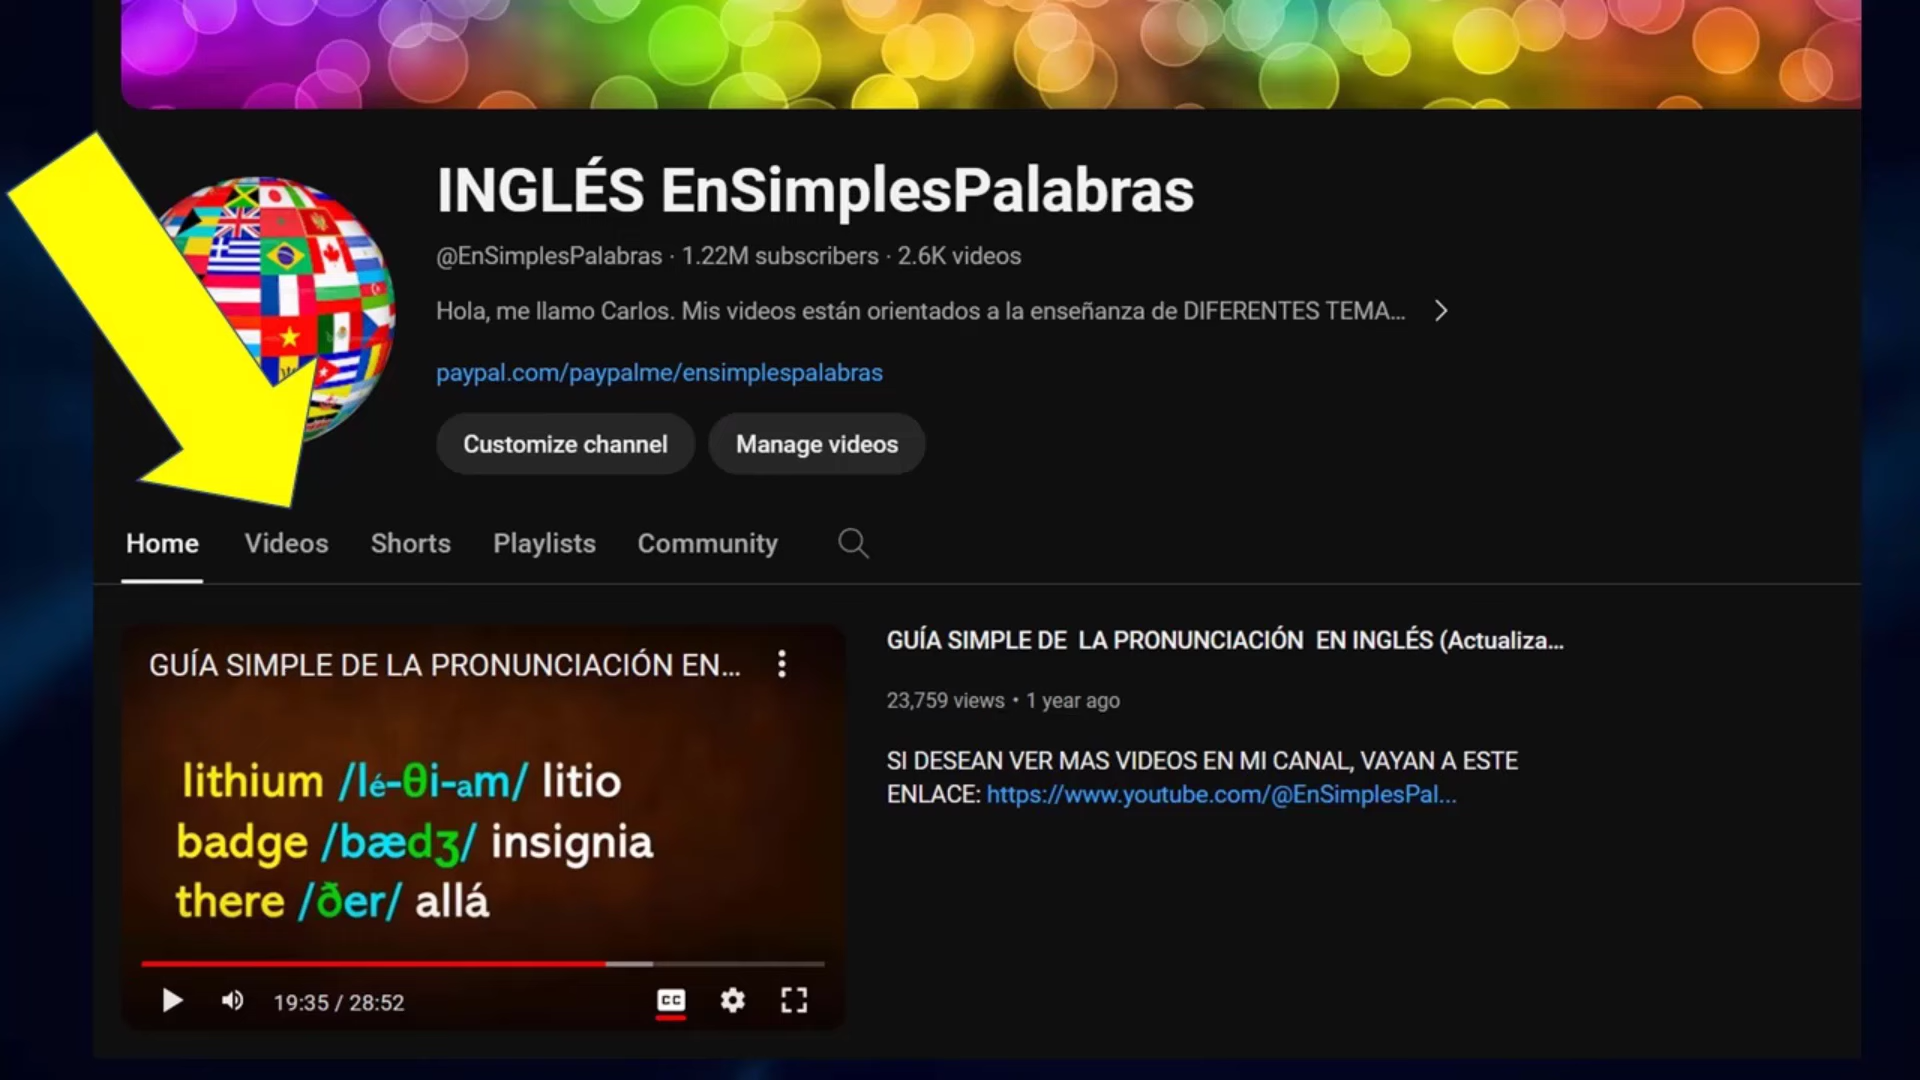 INGLÉS EnSimplesPalabras
@EnSimplesPalabras · 1.22M subscribers · 2.6K videos
Hola, me llamo Carlos. Mis videos están orientados a la enseñanza de DIFERENTES TEMA...
paypal.com/paypalme/ensimplespalabras
Customize channel Manage videos
Home Videos Shorts Playlists Community
GUÍA SIMPLE DE LA PRONUNCIACIÓN EN...
lithium /lé-θi-am/ litio
badge /bædʒ/ insignia
there /ðer/ allá
19:35 / 28:52
CC
GUÍA SIMPLE DE LA PRONUNCIACIÓN EN INGLÉS (Actualiza...
23,759 views • 1 year ago
SI DESEAN VER MAS VIDEOS EN MI CANAL, VAYAN A ESTE
ENLACE: https://www.youtube.com/@EnSimplesPal...